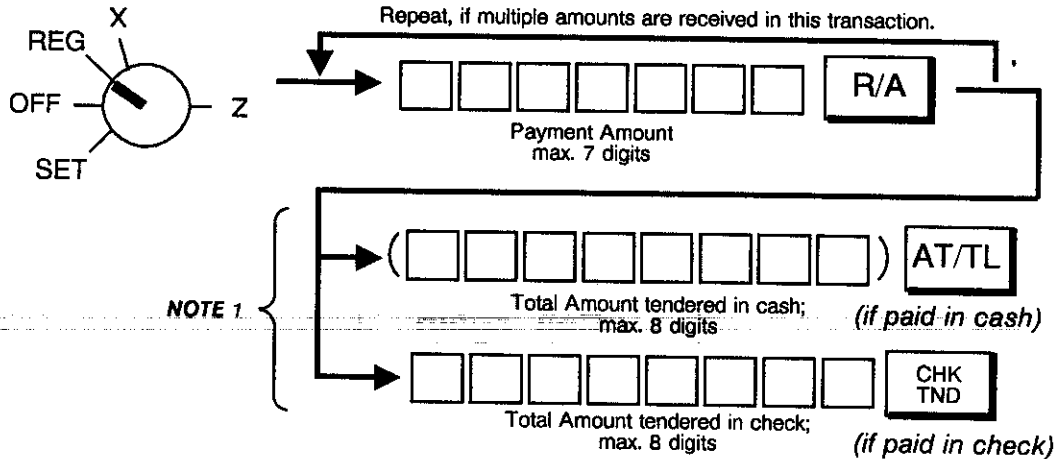 Repeat, if multiple amounts are received in this transaction.
X
REG
OFF
Z
SET
R/A
Payment Amount
max. 7 digits
( ) AT/TL
NOTE 1
Total Amount tendered in cash;
max. 8 digits
(if paid in cash)
CHK
TND
Total Amount tendered in check;
max. 8 digits
(if paid in check)